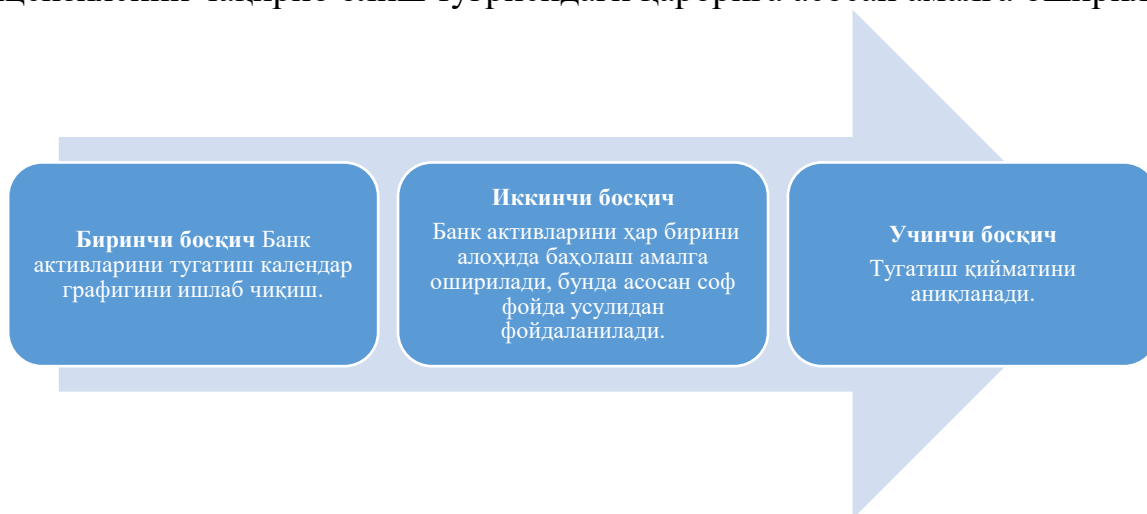 Биринчи босқич Банк
активларини тугатиш календар
графигини ишлаб чиқиш.
Иккинчи босқич
Банк активларини ҳар бирини
алоҳида баҳолаш амалга
оширилади, бунда асосан соф
фойда усулидан
фойдаланилади.
Учинчи босқич
Тугатиш қийматини
аниқланади.